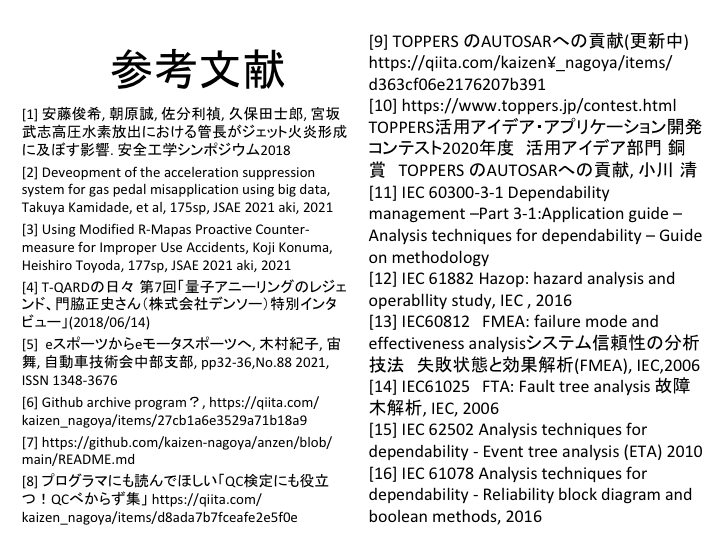 参考文献
[1] 安藤俊希, 朝原誠, 佐分利禎, 久保田士郎, 宮坂
武志高圧水素放出における管長がジェット火炎形成
に及ぼす影響. 安全工学シンポジウム2018
[2] Deveopment of the acceleration suppression
system for gas pedal misapplication using big data,
Takuya Kamidade, et al, 175sp, JSAE 2021 aki, 2021
[3] Using Modified R-Mapas Proactive Counter-
measure for Improper Use Accidents, Koji Konuma,
Heishiro Toyoda, 177sp, JSAE 2021 aki, 2021
[4] T-QARDの日々 第7回「量子アニーリングのレジェ
ンド、門脇正史さん（株式会社デンソー）特別インタ
ビュー」(2018/06/14)
[5] eスポーツからeモータスポーツへ, 木村紀子, 宙
舞, 自動車技術会中部支部, pp32-36,No.88 2021,
ISSN 1348-3676
[6] Github archive program？, https://qiita.com/
kaizen_nagoya/items/27cb1a6e3529a71b18a9
[7] https://github.com/kaizen-nagoya/anzen/blob/
main/README.md
[8] プログラマにも読んでほしい「QC検定にも役立
つ！QCべからず集」 https://qiita.com/
kaizen_nagoya/items/d8ada7b7fceafe2e5f0e
[9] TOPPERS のAUTOSARへの貢献(更新中)
https://qiita.com/kaizen¥_nagoya/items/
d363cf06e2176207b391
[10] https://www.toppers.jp/contest.html
TOPPERS活用アイデア・アプリケーション開発
コンテスト2020年度 活用アイデア部門 銅
賞 TOPPERS のAUTOSARへの貢献, 小川 清
[11] IEC 60300-3-1 Dependability
management –Part 3-1:Application guide –
Analysis techniques for dependability – Guide
on methodology
[12] IEC 61882 Hazop: hazard analysis and
operabllity study, IEC , 2016
[13] IEC60812 FMEA: failure mode and
effectiveness analysisシステム信頼性の分析
技法 失敗状態と効果解析(FMEA), IEC,2006
[14] IEC61025 FTA: Fault tree analysis 故障
木解析, IEC, 2006
[15] IEC 62502 Analysis techniques for
dependability - Event tree analysis (ETA) 2010
[16] IEC 61078 Analysis techniques for
dependability - Reliability block diagram and
boolean methods, 2016